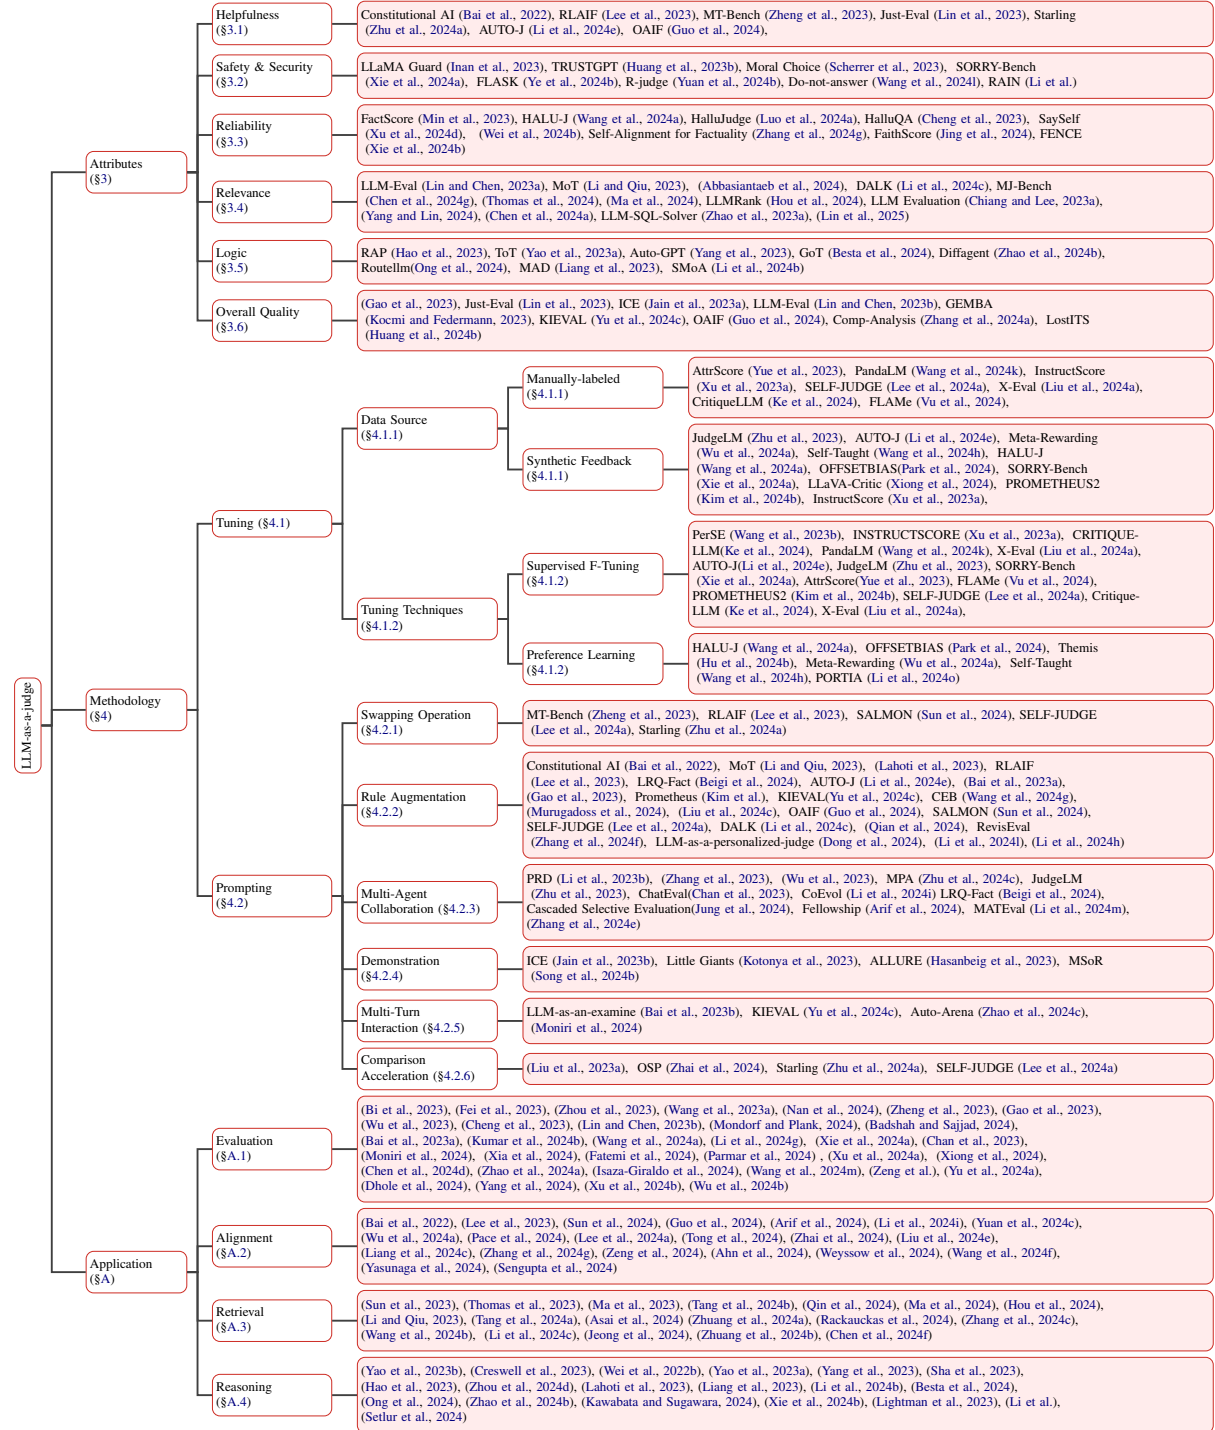 LLM-as-a-judge
Attributes
(§3)
Helpfulness
(§3.1)
Constitutional AI (Bai et al., 2022), RLAIF (Lee et al., 2023), MT-Bench (Zheng et al., 2023), Just-Eval (Lin et al., 2023), Starling
(Zhu et al., 2024a), AUTO-J (Li et al., 2024e), OAIF (Guo et al., 2024),
Safety & Security
(§3.2)
LLaMA Guard (Inan et al., 2023), TRUSTGPT (Huang et al., 2023b), Moral Choice (Scherrer et al., 2023), SORRY-Bench
(Xie et al., 2024a), FLASK (Ye et al., 2024b), R-judge (Yuan et al., 2024b), Do-not-answer (Wang et al., 2024l), RAIN (Li et al.)
Reliability
(§3.3)
FactScore (Min et al., 2023), HALU-J (Wang et al., 2024a), HalluJudge (Luo et al., 2024a), HalluQA (Cheng et al., 2023), SaySelf
(Xu et al., 2024d), (Wei et al., 2024b), Self-Alignment for Factuality (Zhang et al., 2024g), FaithScore (Jing et al., 2024), FENCE
(Xie et al., 2024b)
Relevance
(§3.4)
LLM-Eval (Lin and Chen, 2023a), MoT (Li and Qiu, 2023), (Abbasiantaeb et al., 2024), DALK (Li et al., 2024c), MJ-Bench
(Chen et al., 2024g), (Thomas et al., 2024), (Ma et al., 2024), LLMRank (Hou et al., 2024), LLM Evaluation (Chiang and Lee, 2023a),
(Yang and Lin, 2024), (Chen et al., 2024a), LLM-SQL-Solver (Zhao et al., 2023a), (Lin et al., 2025)
Logic
(§3.5)
RAP (Hao et al., 2023), ToT (Yao et al., 2023a), Auto-GPT (Yang et al., 2023), GoT (Besta et al., 2024), Diffagent (Zhao et al., 2024b),
Routellm(Ong et al., 2024), MAD (Liang et al., 2023), SMoA (Li et al., 2024b)
Overall Quality
(§3.6)
(Gao et al., 2023), Just-Eval (Lin et al., 2023), ICE (Jain et al., 2023a), LLM-Eval (Lin and Chen, 2023b), GEMBA
(Kocmi and Federmann, 2023), KIEVAL (Yu et al., 2024c), OAIF (Guo et al., 2024), Comp-Analysis (Zhang et al., 2024a), LostITS
(Huang et al., 2024b)
Methodology
(§4)
Tuning (§4.1)
Data Source
(§4.1.1)
Manually-labeled
(§4.1.1)
AttrScore (Yue et al., 2023), PandaLM (Wang et al., 2024k), InstructScore
(Xu et al., 2023a), SELF-JUDGE (Lee et al., 2024a), X-Eval (Liu et al., 2024a),
CritiqueLLM (Ke et al., 2024), FLAMe (Vu et al., 2024),
Synthetic Feedback
(§4.1.1)
JudgeLM (Zhu et al., 2023), AUTO-J (Li et al., 2024e), Meta-Rewarding
(Wu et al., 2024a), Self-Taught (Wang et al., 2024h), HALU-J
(Wang et al., 2024a), OFFSETBIAS(Park et al., 2024), SORRY-Bench
(Xie et al., 2024a), LLaVA-Critic (Xiong et al., 2024), PROMETHEUS2
(Kim et al., 2024b), InstructScore (Xu et al., 2023a),
Tuning Techniques
(§4.1.2)
Supervised F-Tuning
(§4.1.2)
PerSE (Wang et al., 2023b), INSTRUCTSCORE (Xu et al., 2023a), CRITIQUE-
LLM(Ke et al., 2024), PandaLM (Wang et al., 2024k), X-Eval (Liu et al., 2024a),
AUTO-J(Li et al., 2024e), JudgeLM (Zhu et al., 2023), SORRY-Bench
(Xie et al., 2024a), AttrScore(Yue et al., 2023), FLAMe (Vu et al., 2024),
PROMETHEUS2 (Kim et al., 2024b), SELF-JUDGE (Lee et al., 2024a), Critique-
LLM (Ke et al., 2024), X-Eval (Liu et al., 2024a),
Preference Learning
(§4.1.2)
HALU-J (Wang et al., 2024a), OFFSETBIAS (Park et al., 2024), Themis
(Hu et al., 2024b), Meta-Rewarding (Wu et al., 2024a), Self-Taught
(Wang et al., 2024h), PORTIA (Li et al., 2024o)
Prompting
(§4.2)
Swapping Operation
(§4.2.1)
MT-Bench (Zheng et al., 2023), RLAIF (Lee et al., 2023), SALMON (Sun et al., 2024), SELF-JUDGE
(Lee et al., 2024a), Starling (Zhu et al., 2024a)
Rule Augmentation
(§4.2.2)
Constitutional AI (Bai et al., 2022), MoT (Li and Qiu, 2023), (Lahoti et al., 2023), RLAIF
(Lee et al., 2023), LRQ-Fact (Beigi et al., 2024), AUTO-J (Li et al., 2024e), (Bai et al., 2023a),
(Gao et al., 2023), Prometheus (Kim et al.), KIEVAL(Yu et al., 2024c), CEB (Wang et al., 2024g),
(Murugadoss et al., 2024), (Liu et al., 2024c), OAIF (Guo et al., 2024), SALMON (Sun et al., 2024),
SELF-JUDGE (Lee et al., 2024a), DALK (Li et al., 2024c), (Qian et al., 2024), RevisEval
(Zhang et al., 2024f), LLM-as-a-personalized-judge (Dong et al., 2024), (Li et al., 2024l), (Li et al., 2024h)
Multi-Agent
Collaboration (§4.2.3)
PRD (Li et al., 2023b), (Zhang et al., 2023), (Wu et al., 2023), MPA (Zhu et al., 2024c), JudgeLM
(Zhu et al., 2023), ChatEval(Chan et al., 2023), CoEvol (Li et al., 2024i) LRQ-Fact (Beigi et al., 2024),
Cascaded Selective Evaluation(Jung et al., 2024), Fellowship (Arif et al., 2024), MATEval (Li et al., 2024m),
(Zhang et al., 2024e)
Demonstration
(§4.2.4)
ICE (Jain et al., 2023b), Little Giants (Kotonya et al., 2023), ALLURE (Hasanbeig et al., 2023), MSoR
(Song et al., 2024b)
Multi-Turn
Interaction (§4.2.5)
LLM-as-an-examine (Bai et al., 2023b), KIEVAL (Yu et al., 2024c), Auto-Arena (Zhao et al., 2024c),
(Moniri et al., 2024)
Comparison
Acceleration (§4.2.6)
(Liu et al., 2023a), OSP (Zhai et al., 2024), Starling (Zhu et al., 2024a), SELF-JUDGE (Lee et al., 2024a)
Application
(§A)
Evaluation
(§A.1)
(Bi et al., 2023), (Fei et al., 2023), (Zhou et al., 2023), (Wang et al., 2023a), (Nan et al., 2024), (Zheng et al., 2023), (Gao et al., 2023),
(Wu et al., 2023), (Cheng et al., 2023), (Lin and Chen, 2023b), (Mondorf and Plank, 2024), (Badshah and Sajjad, 2024),
(Bai et al., 2023a), (Kumar et al., 2024b), (Wang et al., 2024a), (Li et al., 2024g), (Xie et al., 2024a), (Chan et al., 2023),
(Moniri et al., 2024), (Xia et al., 2024), (Fatemi et al., 2024), (Parmar et al., 2024) , (Xu et al., 2024a), (Xiong et al., 2024),
(Chen et al., 2024d), (Zhao et al., 2024a), (Isaza-Giraldo et al., 2024), (Wang et al., 2024m), (Zeng et al.), (Yu et al., 2024a),
(Dhole et al., 2024), (Yang et al., 2024), (Xu et al., 2024b), (Wu et al., 2024b)
Alignment
(§A.2)
(Bai et al., 2022), (Lee et al., 2023), (Sun et al., 2024), (Guo et al., 2024), (Arif et al., 2024), (Li et al., 2024i), (Yuan et al., 2024c),
(Wu et al., 2024a), (Pace et al., 2024), (Lee et al., 2024a), (Tong et al., 2024), (Zhai et al., 2024), (Liu et al., 2024e),
(Liang et al., 2024c), (Zhang et al., 2024g), (Zeng et al., 2024), (Ahn et al., 2024), (Weyssow et al., 2024), (Wang et al., 2024f),
(Yasunaga et al., 2024), (Sengupta et al., 2024)
Retrieval
(§A.3)
(Sun et al., 2023), (Thomas et al., 2023), (Ma et al., 2023), (Tang et al., 2024b), (Qin et al., 2024), (Ma et al., 2024), (Hou et al., 2024),
(Li and Qiu, 2023), (Tang et al., 2024a), (Asai et al., 2024) (Zhuang et al., 2024a), (Rackauckas et al., 2024), (Zhang et al., 2024c),
(Wang et al., 2024b), (Li et al., 2024c), (Jeong et al., 2024), (Zhuang et al., 2024b), (Chen et al., 2024f)
Reasoning
(§A.4)
(Yao et al., 2023b), (Creswell et al., 2023), (Wei et al., 2022b), (Yao et al., 2023a), (Yang et al., 2023), (Sha et al., 2023),
(Hao et al., 2023), (Zhou et al., 2024d), (Lahoti et al., 2023), (Liang et al., 2023), (Li et al., 2024b), (Besta et al., 2024),
(Ong et al., 2024), (Zhao et al., 2024b), (Kawabata and Sugawara, 2024), (Xie et al., 2024b), (Lightman et al., 2023), (Li et al.),
(Setlur et al., 2024)